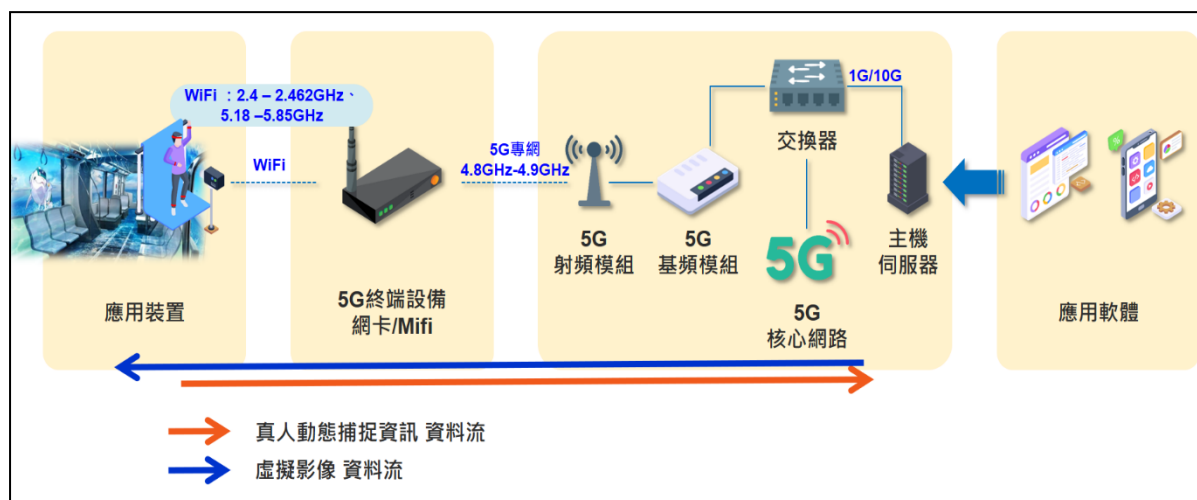 WiFi ：2.4 – 2.462GHz、
5.18 –5.85GHz
WiFi
應用裝置
5G終端設備
網卡/Mifi
5G專網
4.8GHz-4.9GHz
5G
射頻模組
5G
基頻模組
交換器
1G/10G
5G
5G
核心網路
主機
伺服器
應用軟體
真人動態捕捉資訊 資料流
虛擬影像 資料流